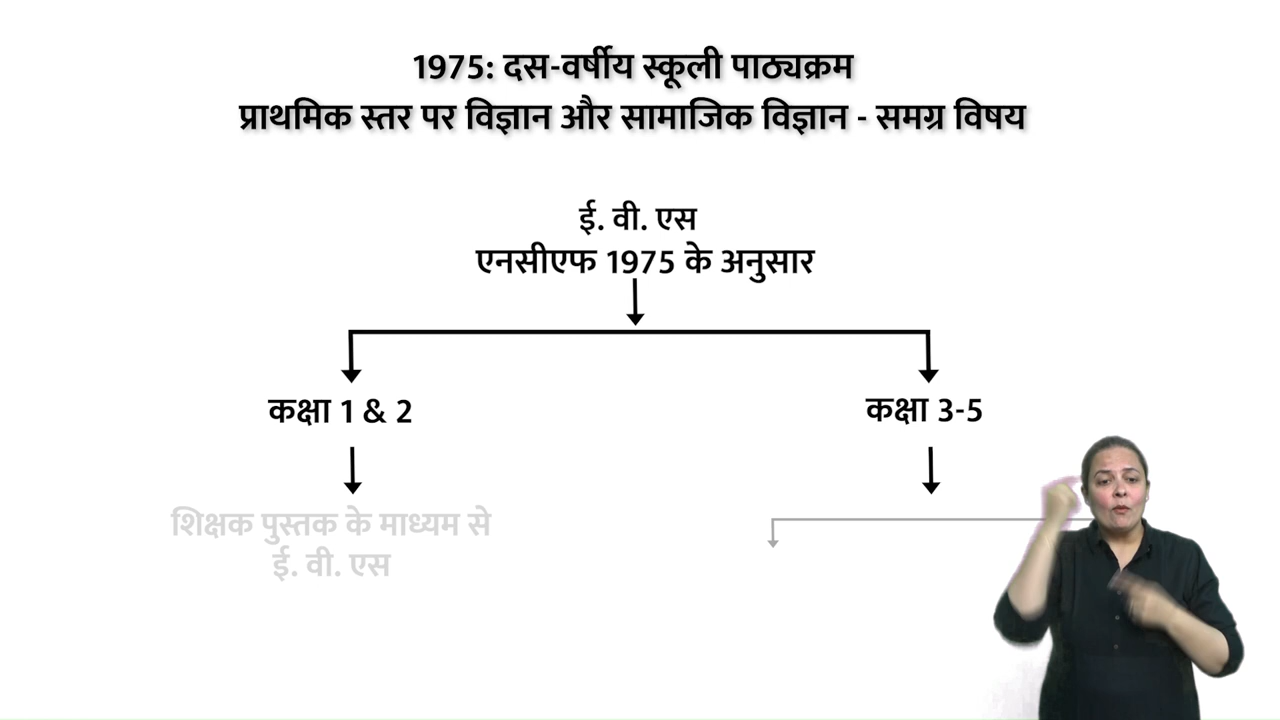 1975: दस-वर्षीय स्कूली पाठ्यक्रम
प्राथमिक स्तर पर विज्ञान और सामाजिक विज्ञान - समग्र विषय
ई. वी. एस
एनसीएफ 1975 के अनुसार
कक्षा 1 & 2
कक्षा 3-5
शिक्षक पुस्तक के माध्यम से
ई. वी. एस